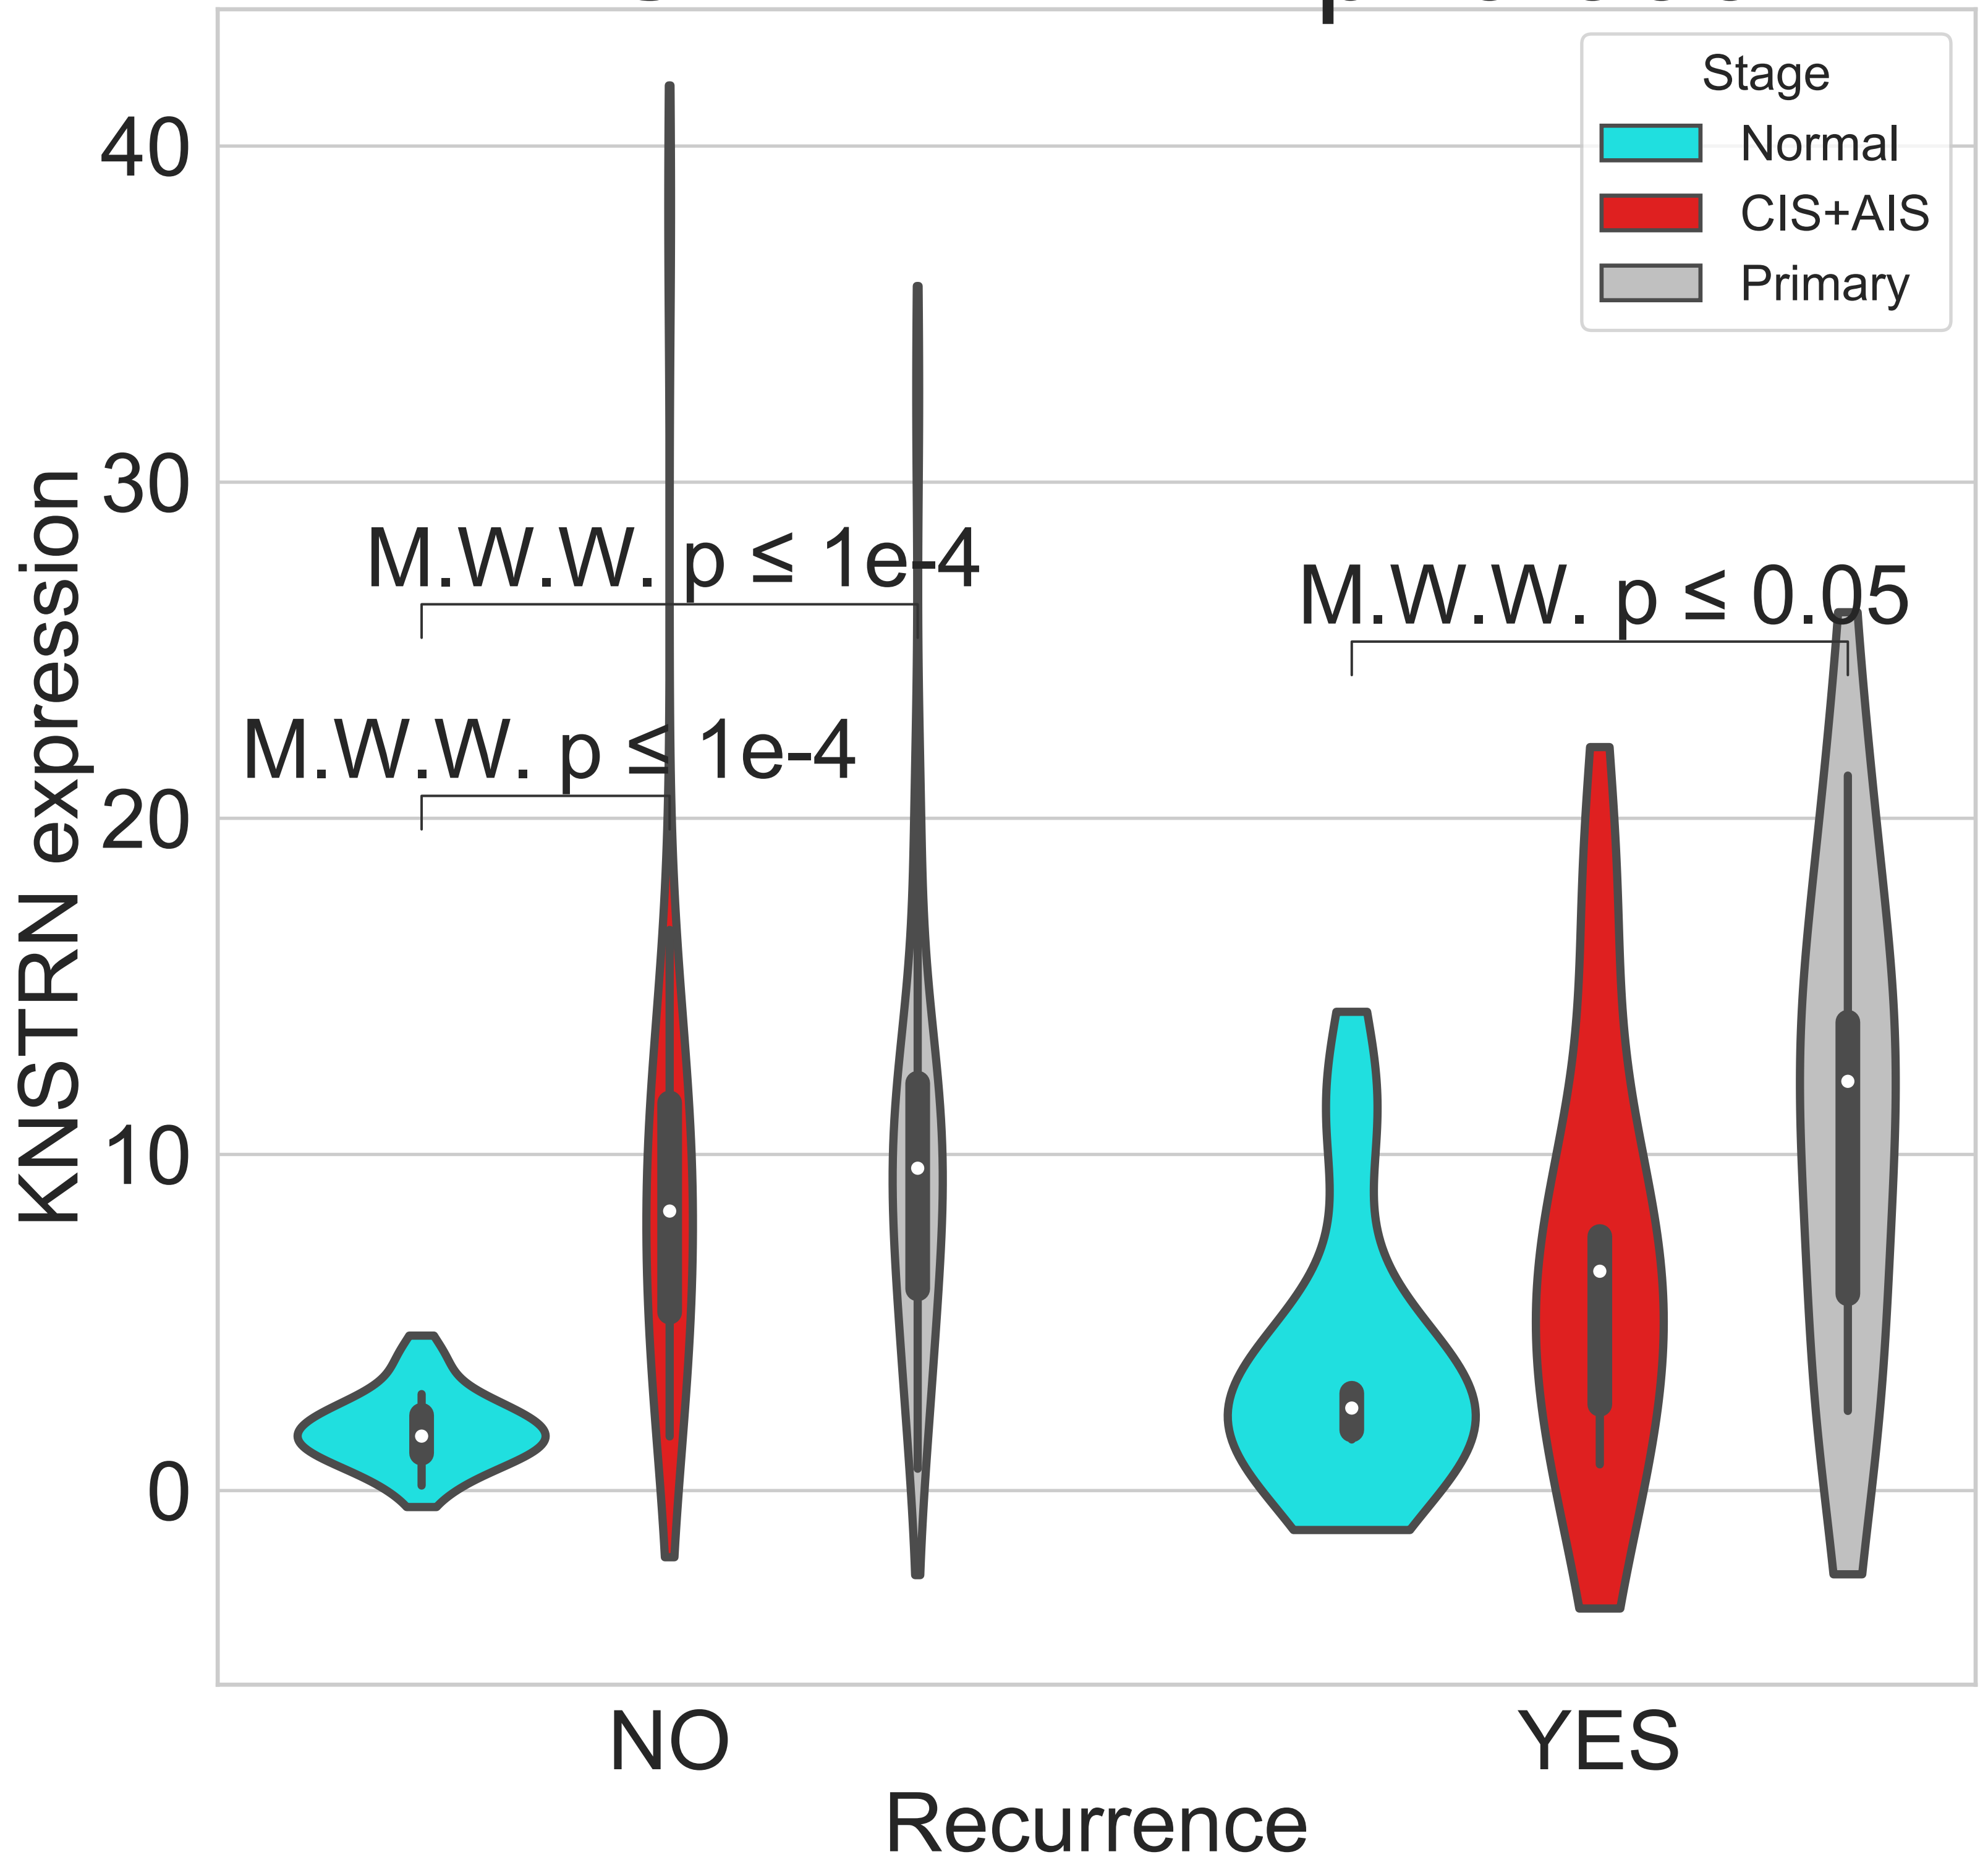 Stage
Normal
CIS+AIS
Primary
40
30
20
10
0
KNSTRN expression
M.W.W. p ≤ 1e-4
M.W.W. p ≤ 0.05
M.W.W. p ≤ 1e-4
NO
YES
Recurrence